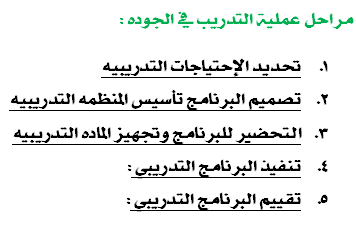 مراحل عملية التدريب في الجوده :
١. تحديد الإحتياجات التدريبيه
٢. تصميم البرنامج تأسيس المنظمه التدريبيه
٣. التحضير للبرنامج وتجهيز الماده التدريبيه
٤. تنفيذ البرنامج التدريبي :
٥. تقييم البرنامج التدريبي :